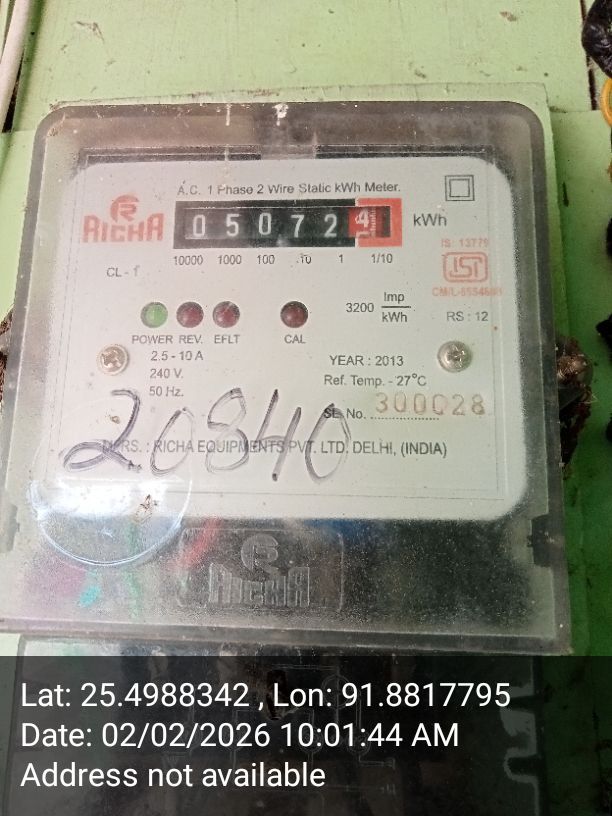 A.C. 1 Phase 2 Wire Static kWh Meter.
RICHA
0 5 0 7 2 kWh
10000 1000 100 10 1 1/10
CL - 1
IS: 13779
ISI
CM/L-
3200 Imp/kWh
RS : 12
POWER REV. EFLT CAL
2.5 - 10 A
240 V.
50 Hz.
YEAR : 2013
Ref. Temp. - 27°C
SL. No. 300028
20840
MFRS. : RICHA EQUIPMENTS PVT. LTD. DELHI, (INDIA)
RICHA
Lat: 25.4988342 , Lon: 91.8817795
Date: 02/02/2026 10:01:44 AM
Address not available